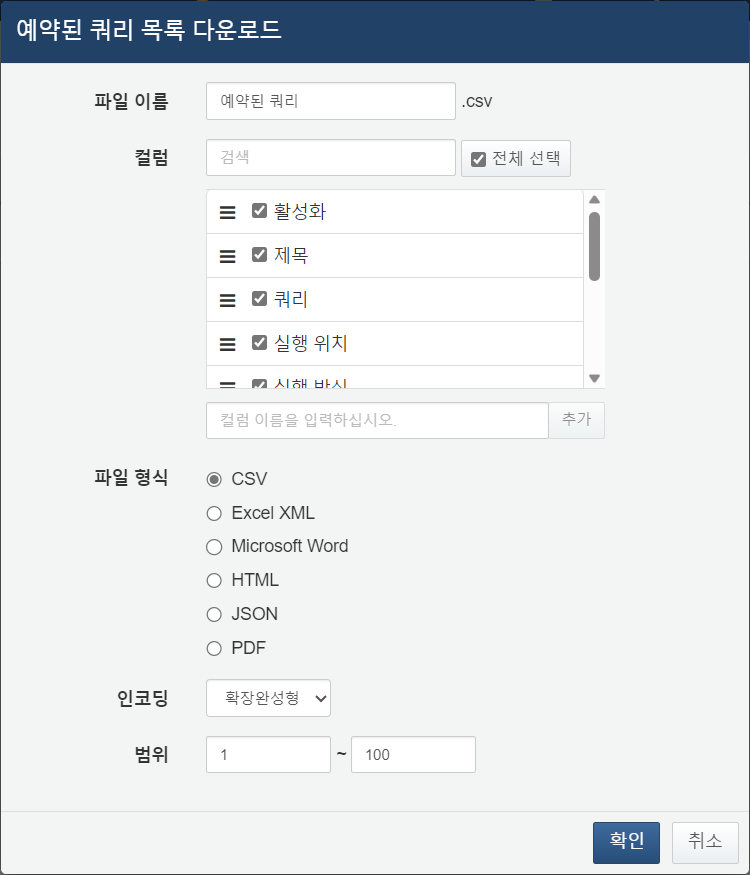 예약된 쿼리 목록 다운로드
파일 이름 예약된 쿼리 .csv
컬럼 검색 전체 선택
활성화
제목
쿼리
실행 위치
실행 방식
컬럼 이름을 입력하십시오. 추가
파일 형식 CSV
Excel XML
Microsoft Word
HTML
JSON
PDF
인코딩 확장완성형
범위 1 ~ 100
확인 취소